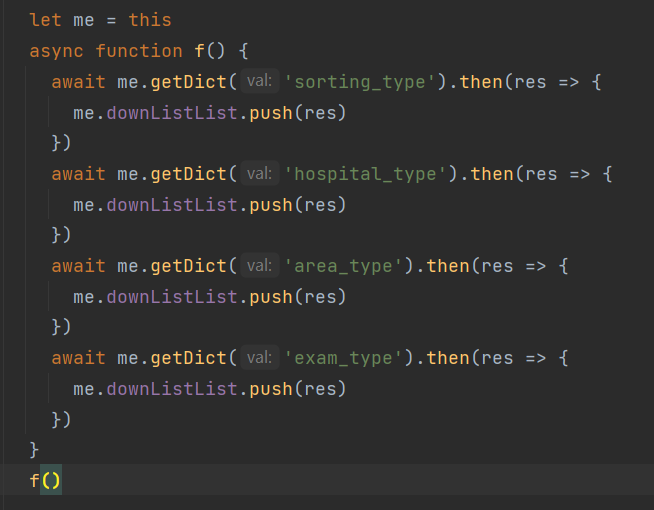 let me = this
async function f() {
await me.getDict( val: 'sorting_type').then(res => {
me.downListList.push(res)
})
await me.getDict( val: 'hospital_type').then(res => {
me.downListList.push(res)
})
await me.getDict( val: 'area_type').then(res => {
me.downListList.push(res)
})
await me.getDict( val: 'exam_type').then(res => {
me.downListList.push(res)
})
}
f()